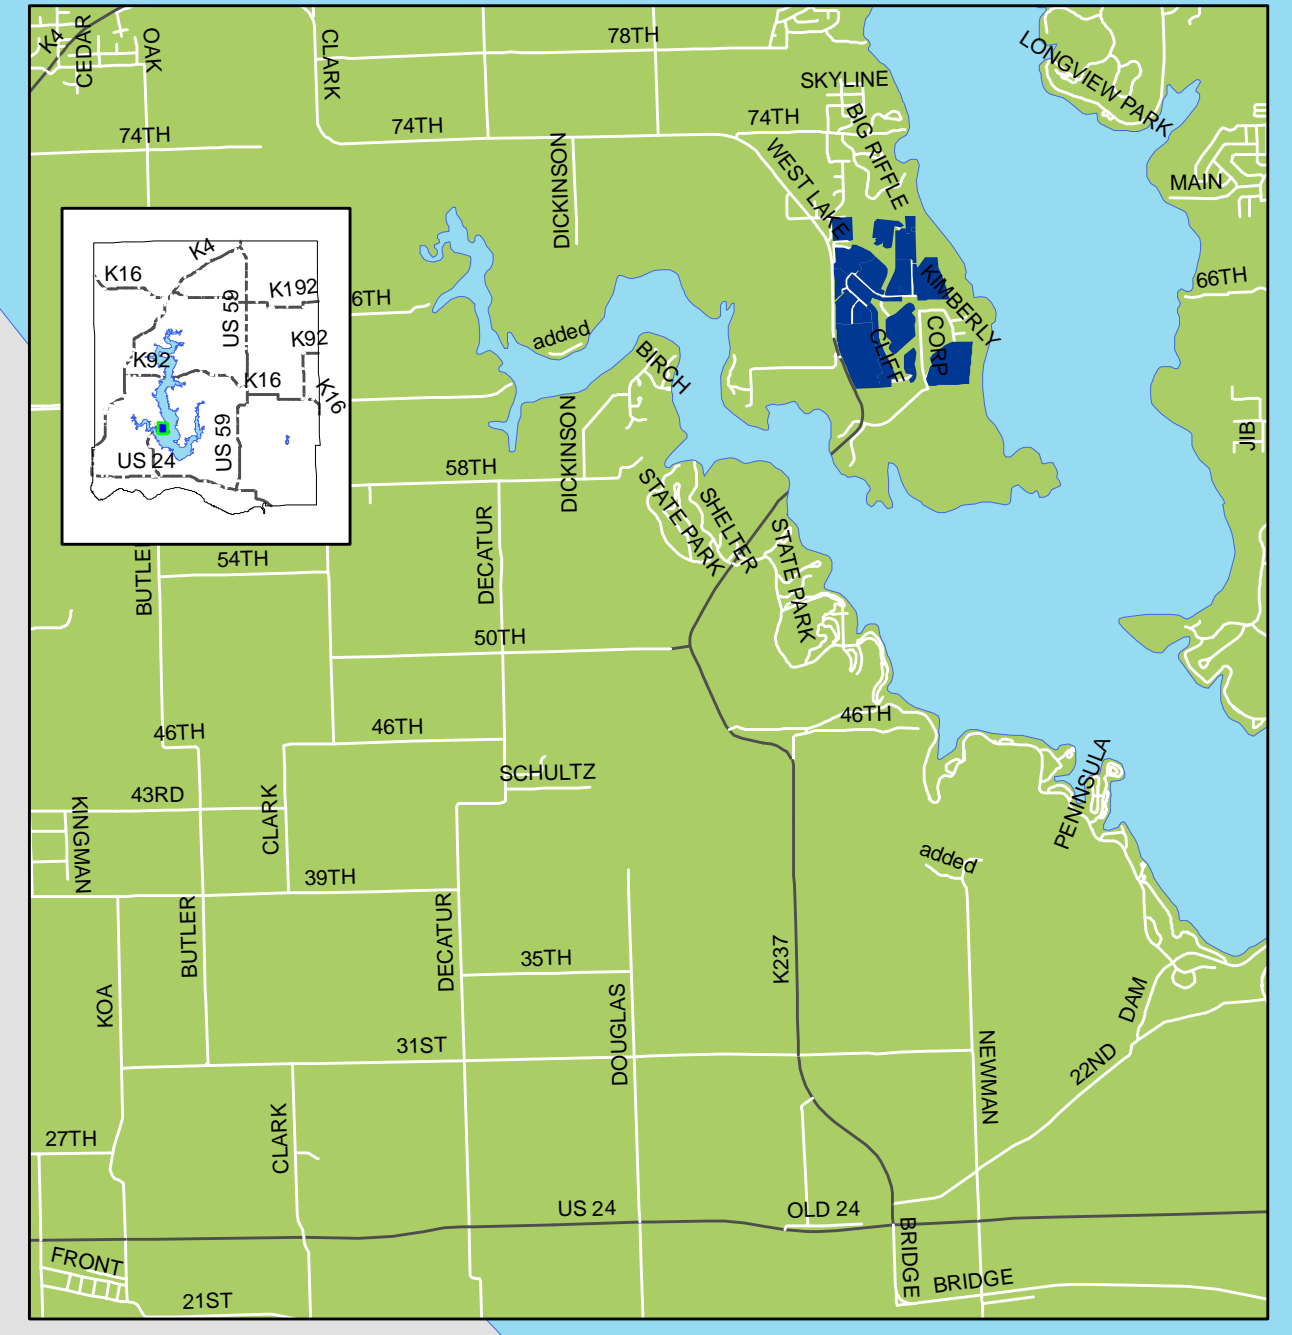 K4
CEDAR
OAK
CLARK
78TH
LONGVIEW PARK
SKYLINE
74TH
74TH
74TH
BIG RIFFLE
DICKINSON
WEST LAKE
MAIN
K4
K16
K192
US 59
K92
K92
K16
K16
US 59
US 24
6TH
added
BIRCH
KIMBERLY
CLIFF
CORP
66TH
JIB
DICKINSON
58TH
STATE PARK
SHELTER
STATE PARK
DECATUR
BUTLE
54TH
50TH
46TH
46TH
46TH
SCHULTZ
PENINSULA
43RD
KINGMAN
CLARK
added
39TH
BUTLER
DECATUR
35TH
K237
KOA
DOUGLAS
DAM
31ST
NEWMAN
22ND
CLARK
27TH
US 24
OLD 24
BRIDGE
FRONT
BRIDGE
21ST